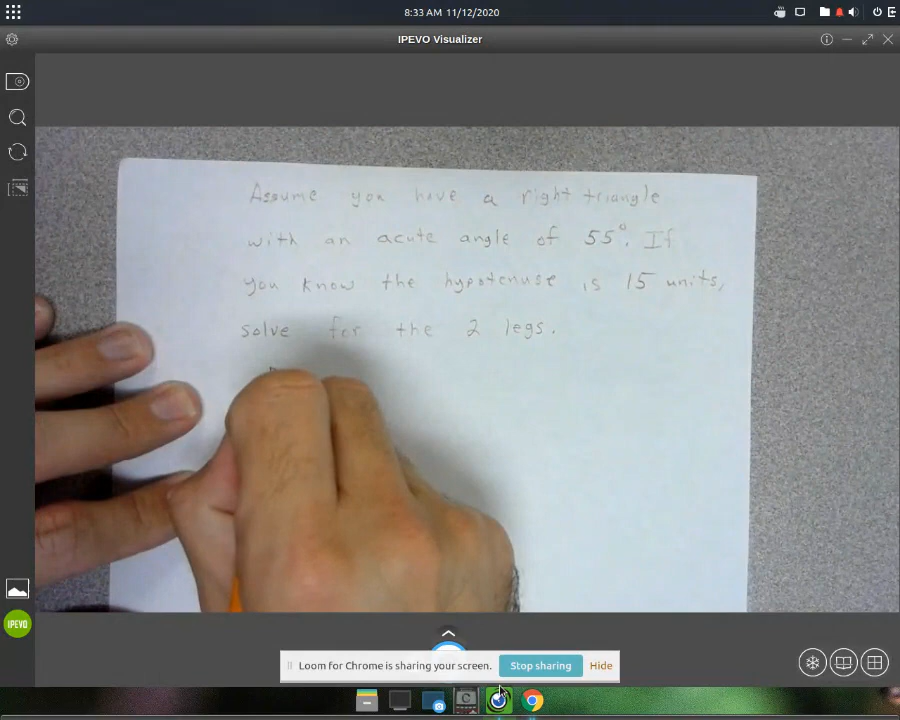 8:33 AM 11/12/2020
IPEVO Visualizer
Assume you have a right triangle
with an acute angle of 55°. If
you know the hypotenuse is 15 units,
solve for the 2 legs.
IPEVO
Loom for Chrome is sharing your screen. Stop sharing Hide